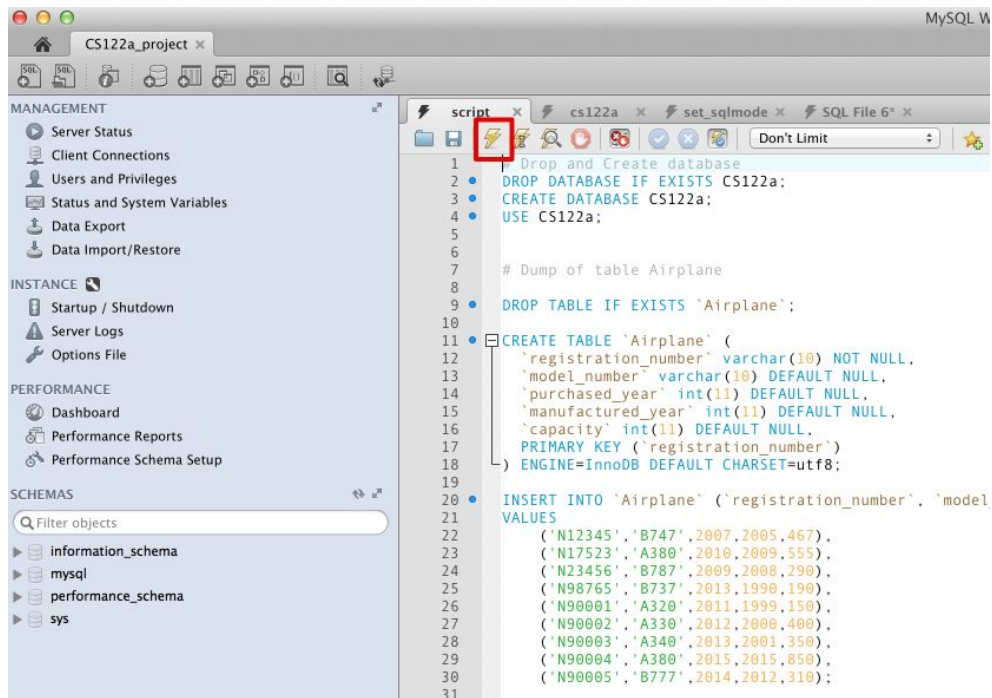 MySQL W
CS122a_project ×
MANAGEMENT
Server Status
Client Connections
Users and Privileges
Status and System Variables
Data Export
Data Import/Restore
INSTANCE
Startup / Shutdown
Server Logs
Options File
PERFORMANCE
Dashboard
Performance Reports
Performance Schema Setup
SCHEMAS
Filter objects
information_schema
mysql
performance_schema
sys
script × cs122a × set_sqlmode × SQL File 6* ×
Don't Limit
1 # Drop and Create database
2 DROP DATABASE IF EXISTS CS122a;
3 CREATE DATABASE CS122a;
4 USE CS122a;
5
6
7 # Dump of table Airplane
8
9 DROP TABLE IF EXISTS `Airplane`;
10
11 CREATE TABLE `Airplane` (
12 `registration_number` varchar(10) NOT NULL,
13 `model_number` varchar(10) DEFAULT NULL,
14 `purchased_year` int(11) DEFAULT NULL,
15 `manufactured_year` int(11) DEFAULT NULL,
16 `capacity` int(11) DEFAULT NULL,
17 PRIMARY KEY (`registration_number`)
18 ) ENGINE=InnoDB DEFAULT CHARSET=utf8;
19
20 INSERT INTO `Airplane` (`registration_number`, `model_
21 VALUES
22 ('N12345','B747',2007,2005,467),
23 ('N17523','A380',2010,2009,555),
24 ('N23456','B787',2009,2008,290),
25 ('N98765','B737',2013,1990,190),
26 ('N90001','A320',2011,1999,150),
27 ('N90002','A330',2012,2000,400),
28 ('N90003','A340',2013,2001,350),
29 ('N90004','A380',2015,2015,850),
30 ('N90005','B777',2014,2012,310);
31